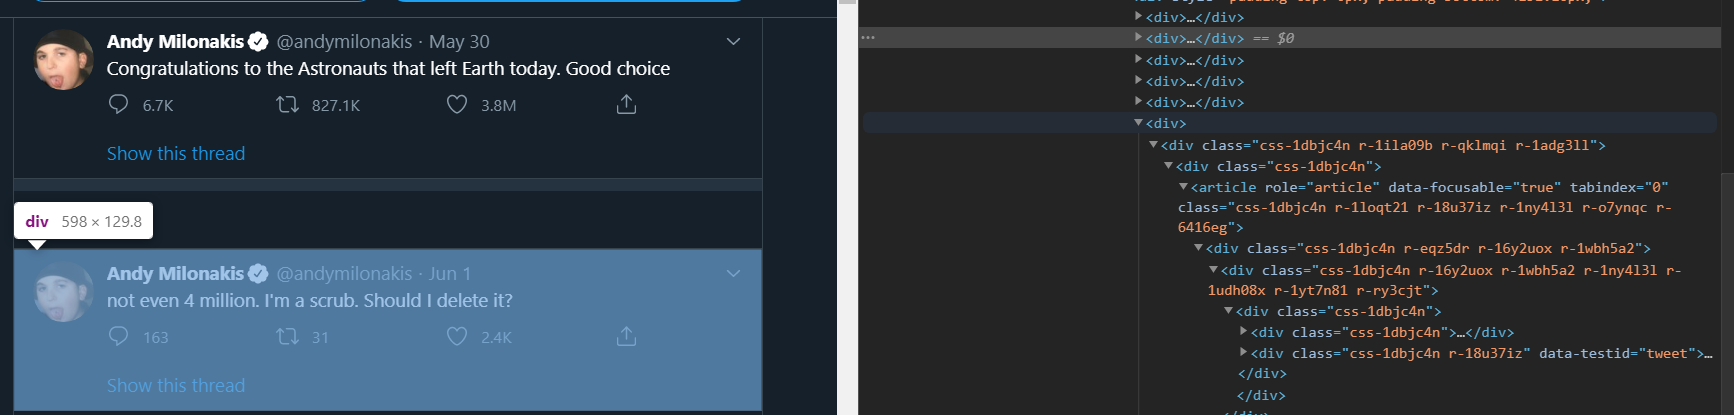 Andy Milonakis @andymilonakis · May 30
Congratulations to the Astronauts that left Earth today. Good choice
6.7K 827.1K 3.8M
Show this thread
div 598 × 129.8
Andy Milonakis @andymilonakis · Jun 1
not even 4 million. I'm a scrub. Should I delete it?
163 31 2.4K
Show this thread
<div>…</div>
… <div>…</div> == $0
<div>…</div>
<div>…</div>
<div>…</div>
<div>
<div class="css-1dbjc4n r-1ila09b r-qklmqi r-1adg3ll">
<div class="css-1dbjc4n">
<article role="article" data-focusable="true" tabindex="0"
class="css-1dbjc4n r-1loqt21 r-18u37iz r-1ny4l3l r-o7ynqc r-
6416eg">
<div class="css-1dbjc4n r-eqz5dr r-16y2uox r-1wbh5a2">
<div class="css-1dbjc4n r-16y2uox r-1wbh5a2 r-1ny4l3l r-
1udh08x r-1yt7n81 r-ry3cjt">
<div class="css-1dbjc4n">
<div class="css-1dbjc4n">…</div>
<div class="css-1dbjc4n r-18u37iz" data-testid="tweet">…
</div>
</div>